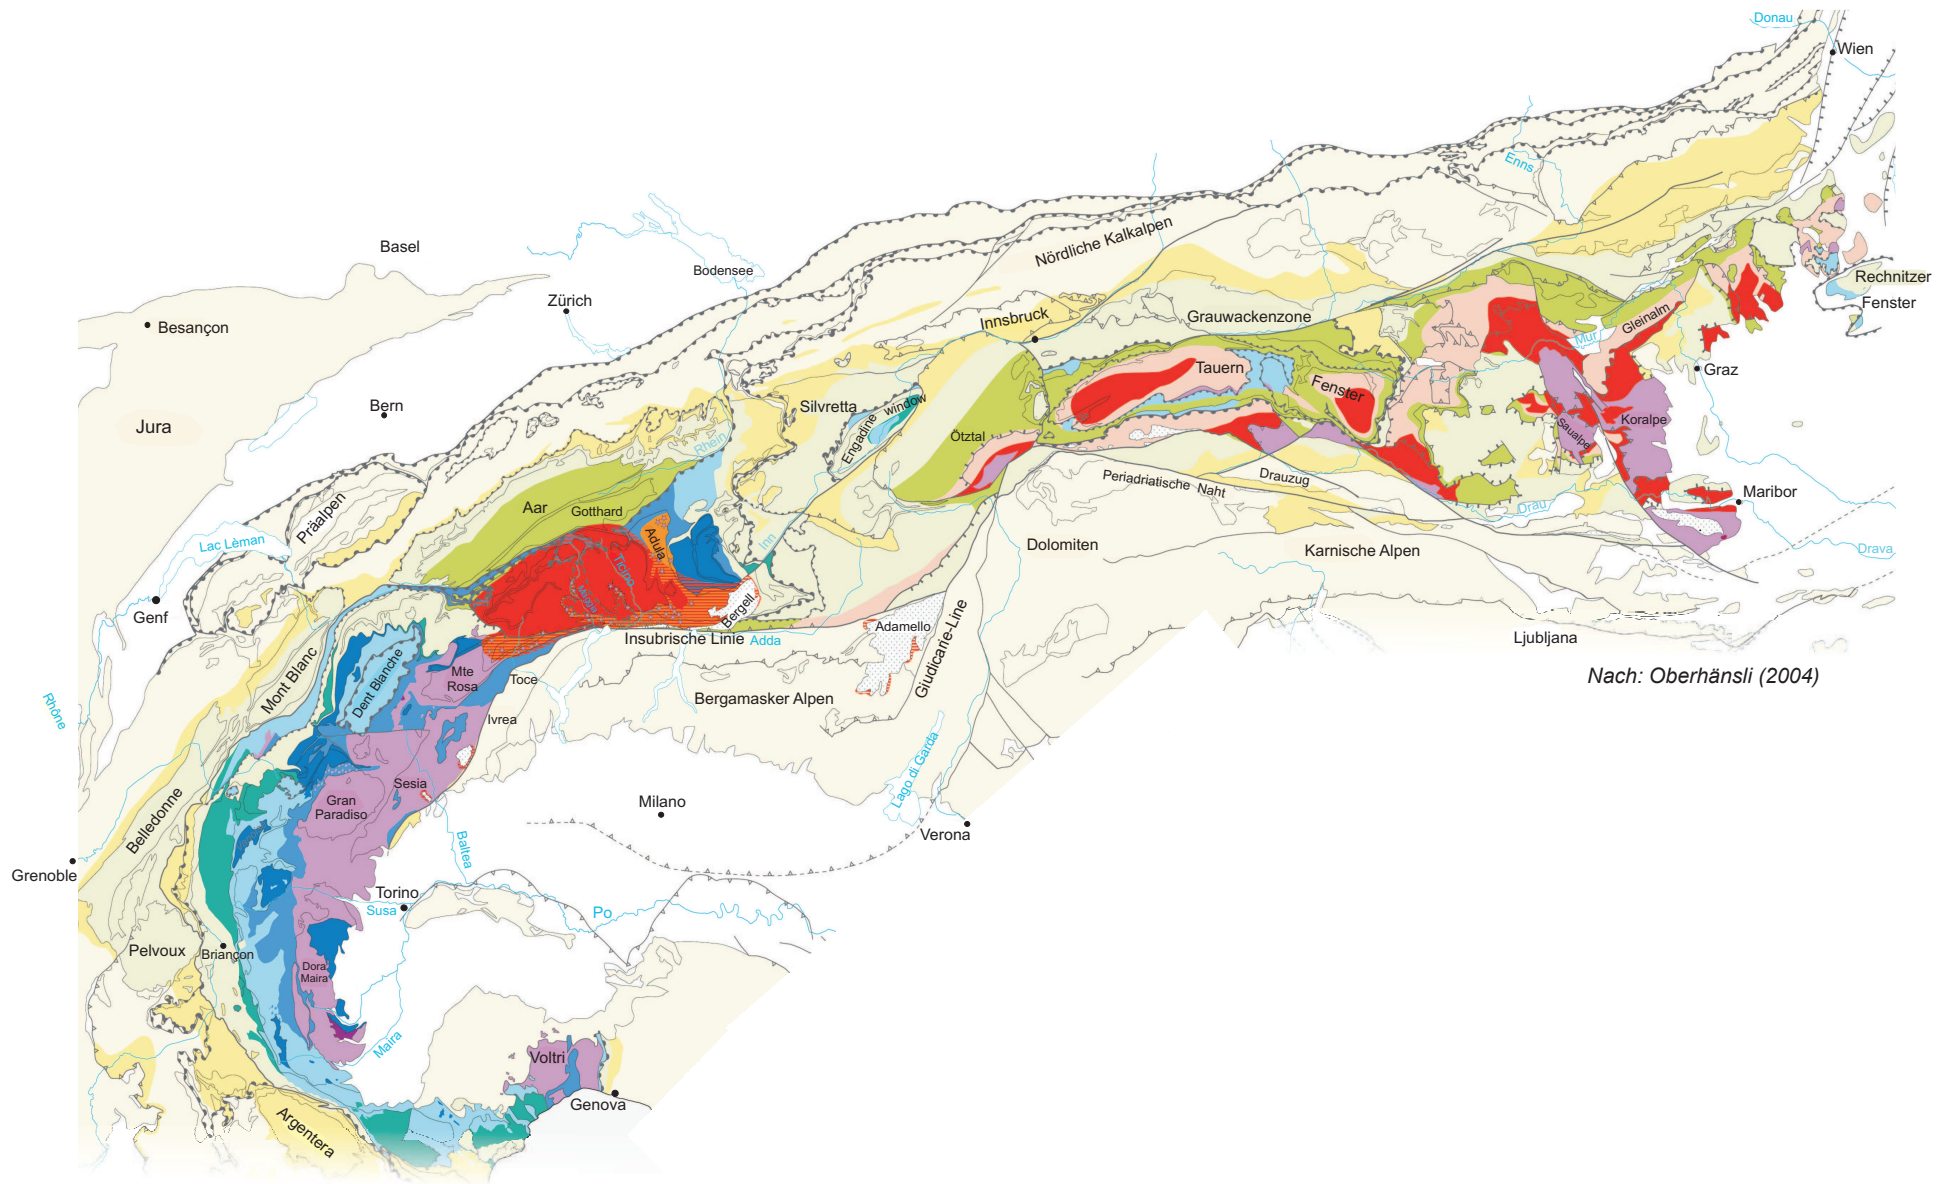 Donau
Wien
Enns
Basel
Nördliche Kalkalpen
Bodensee
Rechnitzer
Fenster
Zürich
Besançon
Innsbruck
Grauwackenzone
Gleinalm
Mur
Tauern
Graz
Fenster
Bern
Silvretta
window
Engadine
Jura
Koralpe
Saualpe
Ötztal
Rhein
Periadriatische Naht
Drauzug
Maribor
Aar
Gotthard
Präalpen
Drau
Adula
Inn
Lac Lèman
Dolomiten
Karnische Alpen
Drava
Ticino
Genf
Bergell
Insubrische Linie
Adda
Adamello
Giudicarie-Line
Ljubljana
Nach: Oberhänsli (2004)
Mont Blanc
Dent Blanche
Mte
Rosa
Toce
Bergamasker Alpen
Rhône
Ivrea
Lago di Garda
Sesia
Gran
Paradiso
Milano
Belledonne
Verona
Baltea
Grenoble
Torino
Susa
Po
Pelvoux
Briançon
Dora
Maira
Maira
Voltri
Genova
Argentera